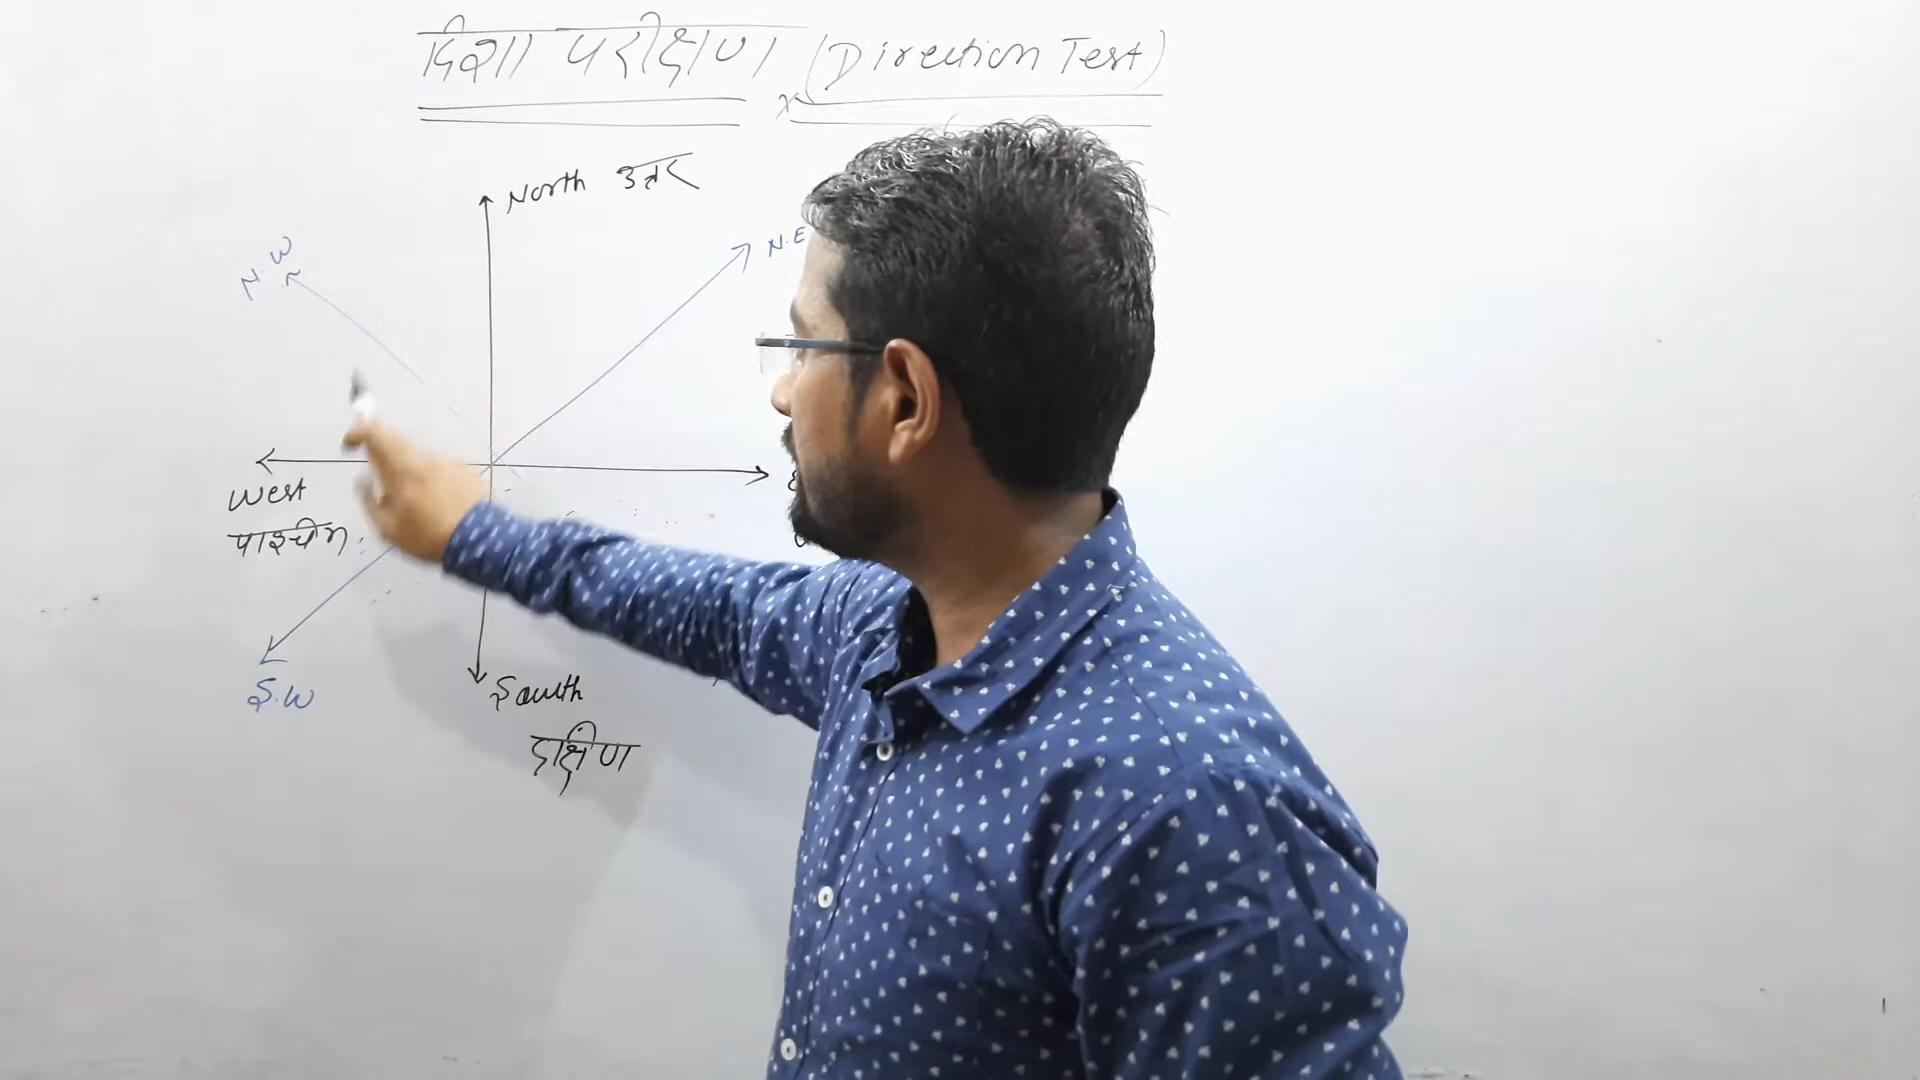 दिशा परीक्षण (Direction Test)
North उत्तर
N.W
N.E
West
पश्चिम
S.W
South
दक्षिण